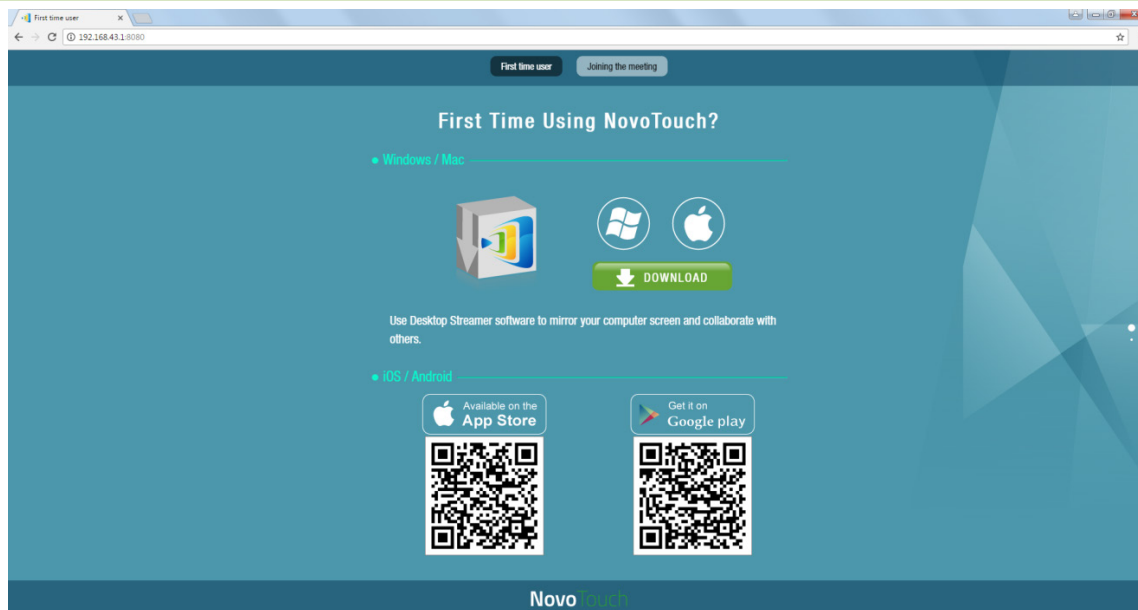 First time user
192.168.43.1:8080
First time user
Joining the meeting
First Time Using NovoTouch?
Windows / Mac
DOWNLOAD
Use Desktop Streamer software to mirror your computer screen and collaborate with
others.
iOS / Android
Available on the
App Store
Get it on
Google play
NovoTouch